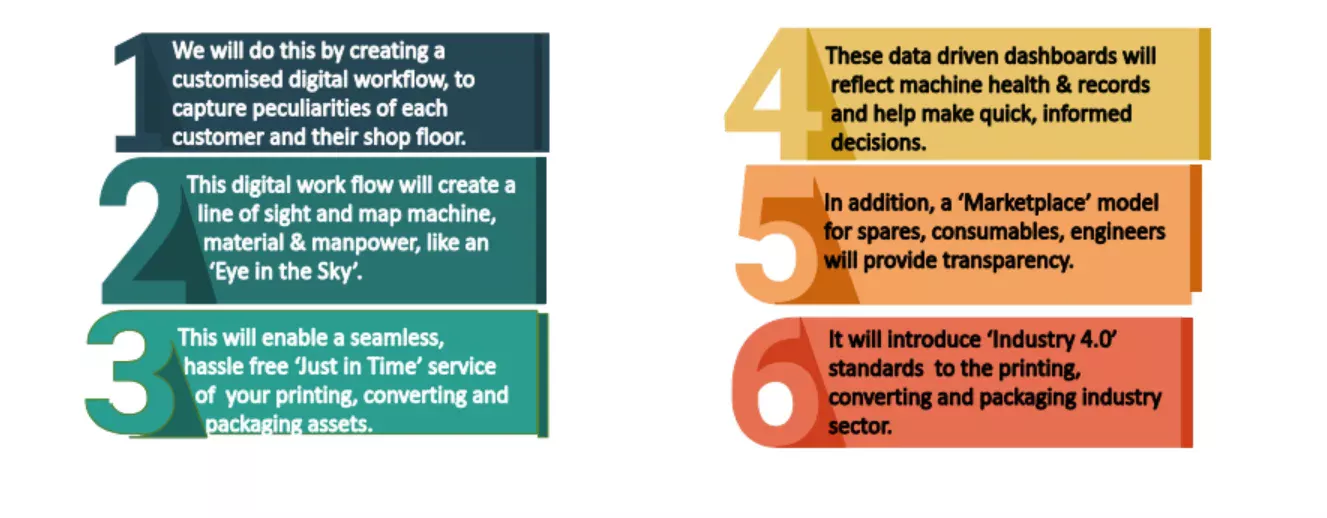 1
We will do this by creating a
customised digital workflow, to
capture peculiarities of each
customer and their shop floor.
2
This digital work flow will create a
line of sight and map machine,
material & manpower, like an
‘Eye in the Sky’.
3
This will enable a seamless,
hassle free ‘Just in Time’ service
of your printing, converting and
packaging assets.
4
These data driven dashboards will
reflect machine health & records
and help make quick, informed
decisions.
5
In addition, a ‘Marketplace’ model
for spares, consumables, engineers
will provide transparency.
6
It will introduce ‘Industry 4.0’
standards to the printing,
converting and packaging industry
sector.